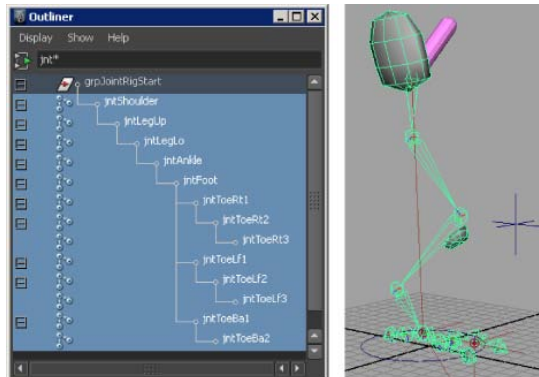 Outliner
Display Show Help
jnt*
grpJointRigStart
jntShoulder
jntLegUp
jntLegLo
jntAnkle
jntFoot
jntToeRt1
jntToeRt2
jntToeRt3
jntToeLf1
jntToeLf2
jntToeLf3
jntToeBa1
jntToeBa2